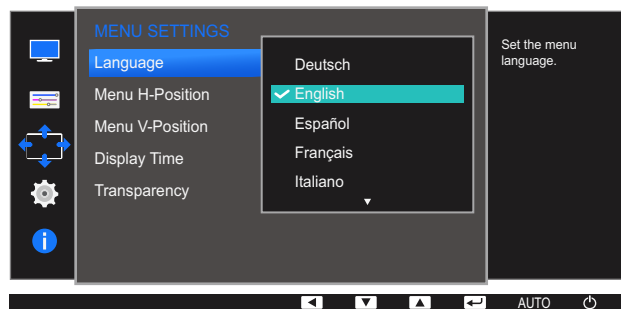 MENU SETTINGS
Language
Menu H-Position
Menu V-Position
Display Time
Transparency
Deutsch
English
Español
Français
Italiano
Set the menu
language.
AUTO